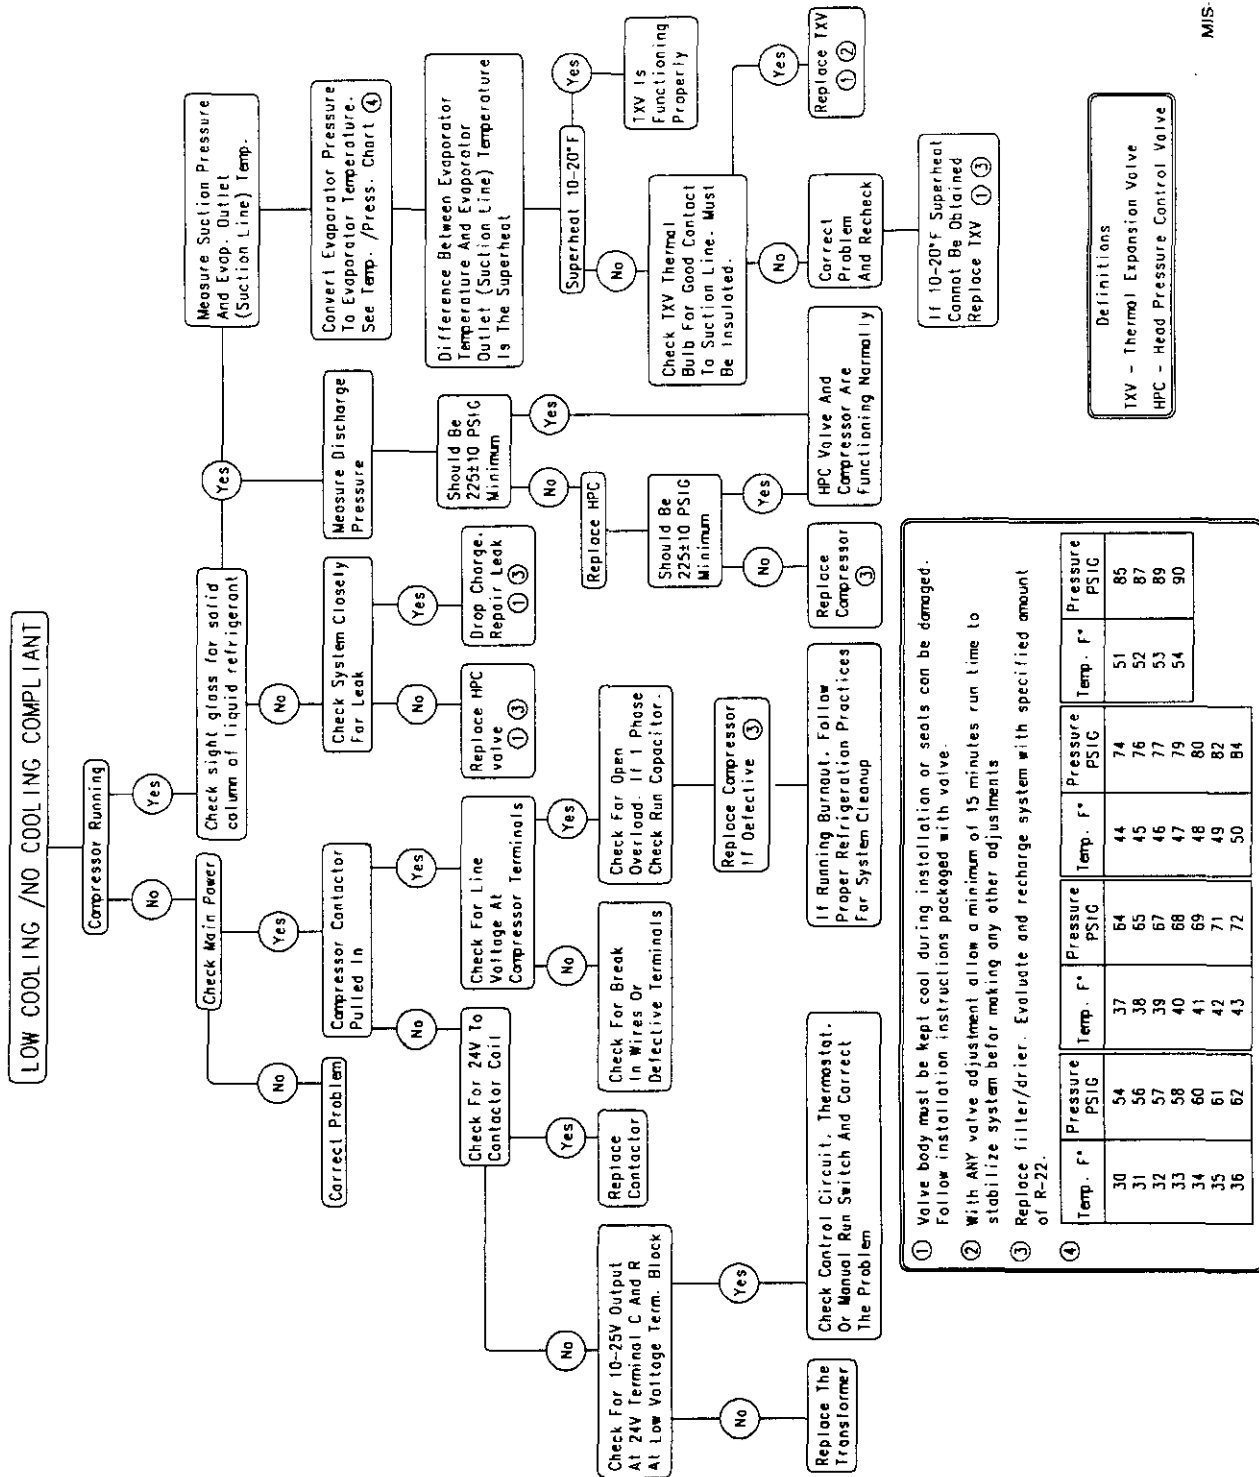 LOW COOLING /NO COOLING COMPLIANT
Compressor Running
No
Yes
Check Main Power
Check sight glass for solid
column of liquid refrigerant
No
Yes
No
Yes
Correct Problem
Compressor Contactor
Pulled In
Check System Closely
For Leak
Measure Discharge
Pressure
Measure Suction Pressure
And Evap. Outlet
(Suction Line) Temp.
No
Yes
No
Yes
Convert Evaporator Pressure
To Evaporator Temperature.
See Temp. /Press. Chart ④
Check For 24V To
Contactor Coil
Check For Line
Voltage At
Compressor Terminals
Replace HPC
valve
① ③
Drop Charge.
Repair Leak
① ③
Should Be
225±10 PSIG
Minimum
Difference Between Evaporator
Temperature And Evaporator
Outlet (Suction Line) Temperature
Is The Superheat
No
Yes
No
Yes
No
Yes
Superheat 10-20°F
No
Yes
Check For 10-25V Output
At 24V Terminal C And R
At Low Voltage Term. Block
Replace
Contactor
Check For Break
In Wires Or
Defective Terminals
Check For Open
Overload. If 1 Phase
Check Run Capacitor.
Replace HPC
TXV Is
Functioning
Properly
Should Be
225±10 PSIG
Minimum
Check TXV Thermal
Bulb For Good Contact
To Suction Line. Must
Be Insulated.
No
Yes
Replace Compressor ③
If Defective
No
Yes
No
Yes
Replace The
Transformer
Check Control Circuit, Thermostat,
Or Manual Run Switch And Correct
The Problem
If Running Burnout, Follow
Proper Refrigeration Practices
For System Cleanup
Replace
Compressor
③
HPC Valve And
Compressor Are
Functioning Normally
Correct
Problem
And Recheck
Replace TXV
① ②
If 10-20°F Superheat
Cannot Be Obtained
Replace TXV ① ③
① Valve body must be kept cool during installation or seats can be damaged.
Follow installation instructions packaged with valve.
② With ANY valve adjustment allow a minimum of 15 minutes run time to
stabilize system befor making any other adjustments
③ Replace filter/drier. Evaluate and recharge system with specified amount
of R-22.
④
Temp. F° Pressure PSIG Temp. F° Pressure PSIG Temp. F° Pressure PSIG Temp. F° Pressure PSIG
30 54 37 64 44 74 51 85
31 56 38 65 45 76 52 87
32 57 39 67 46 77 53 89
33 58 40 68 47 79 54 90
34 60 41 69 48 80
35 61 42 71 49 82
36 62 43 72 50 84
Definitions
TXV - Thermal Expansion Valve
HPC - Head Pressure Control Valve
MIS-